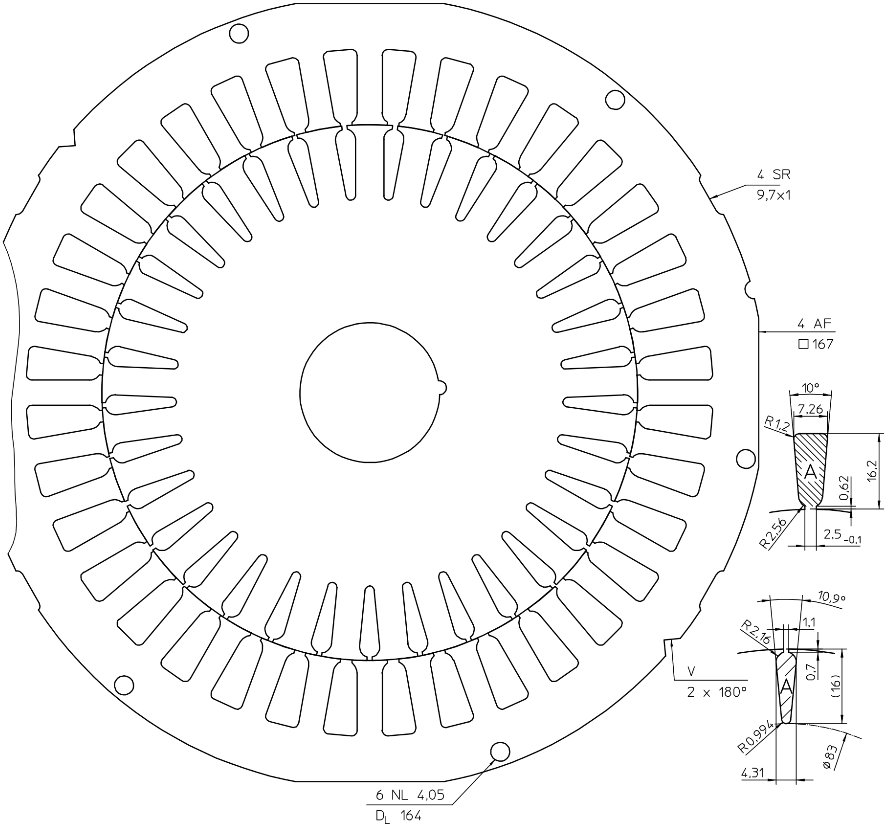 4 SR
9,7x1
4 AF
□ 167
10°
7.26
R1,2
A
16,2
0,62
R2,56
2.5 -0.1
10,9°
R2,16
1.1
0,7
A
(16)
R0,994
⌀83
4,31
V
2 x 180°
6 NL 4,05
DL 164